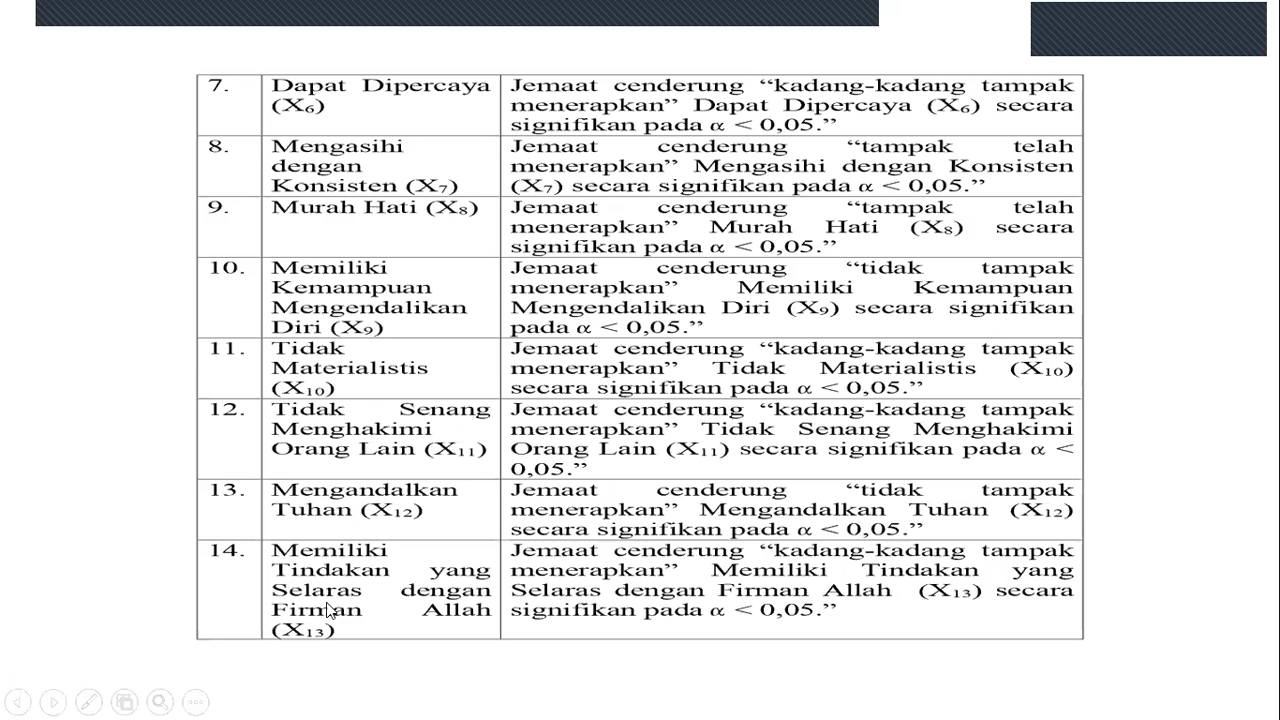 7. Dapat Dipercaya (X₆)
Jemaat cenderung “kadang-kadang tampak
menerapkan” Dapat Dipercaya (X₆) secara
signifikan pada α < 0,05.”
8. Mengasihi
dengan
Konsisten (X₇)
Jemaat cenderung “tampak telah
menerapkan” Mengasihi dengan Konsisten
(X₇) secara signifikan pada α < 0,05.”
9. Murah Hati (X₈)
Jemaat cenderung “tampak telah
menerapkan” Murah Hati (X₈) secara
signifikan pada α < 0,05.”
10. Memiliki
Kemampuan
Mengendalikan
Diri (X₉)
Jemaat cenderung “tidak tampak
menerapkan” Memiliki Kemampuan
Mengendalikan Diri (X₉) secara signifikan
pada α < 0,05.”
11. Tidak
Materialistis
(X₁₀)
Jemaat cenderung “kadang-kadang tampak
menerapkan” Tidak Materialistis (X₁₀)
secara signifikan pada α < 0,05.”
12. Tidak Senang
Menghakimi
Orang Lain (X₁₁)
Jemaat cenderung “kadang-kadang tampak
menerapkan” Tidak Senang Menghakimi
Orang Lain (X₁₁) secara signifikan pada α <
0,05.”
13. Mengandalkan
Tuhan (X₁₂)
Jemaat cenderung “tidak tampak
menerapkan” Mengandalkan Tuhan (X₁₂)
secara signifikan pada α < 0,05.”
14. Memiliki
Tindakan yang
Selaras dengan
Firman Allah
(X₁₃)
Jemaat cenderung “kadang-kadang tampak
menerapkan” Memiliki Tindakan yang
Selaras dengan Firman Allah (X₁₃) secara
signifikan pada α < 0,05.”